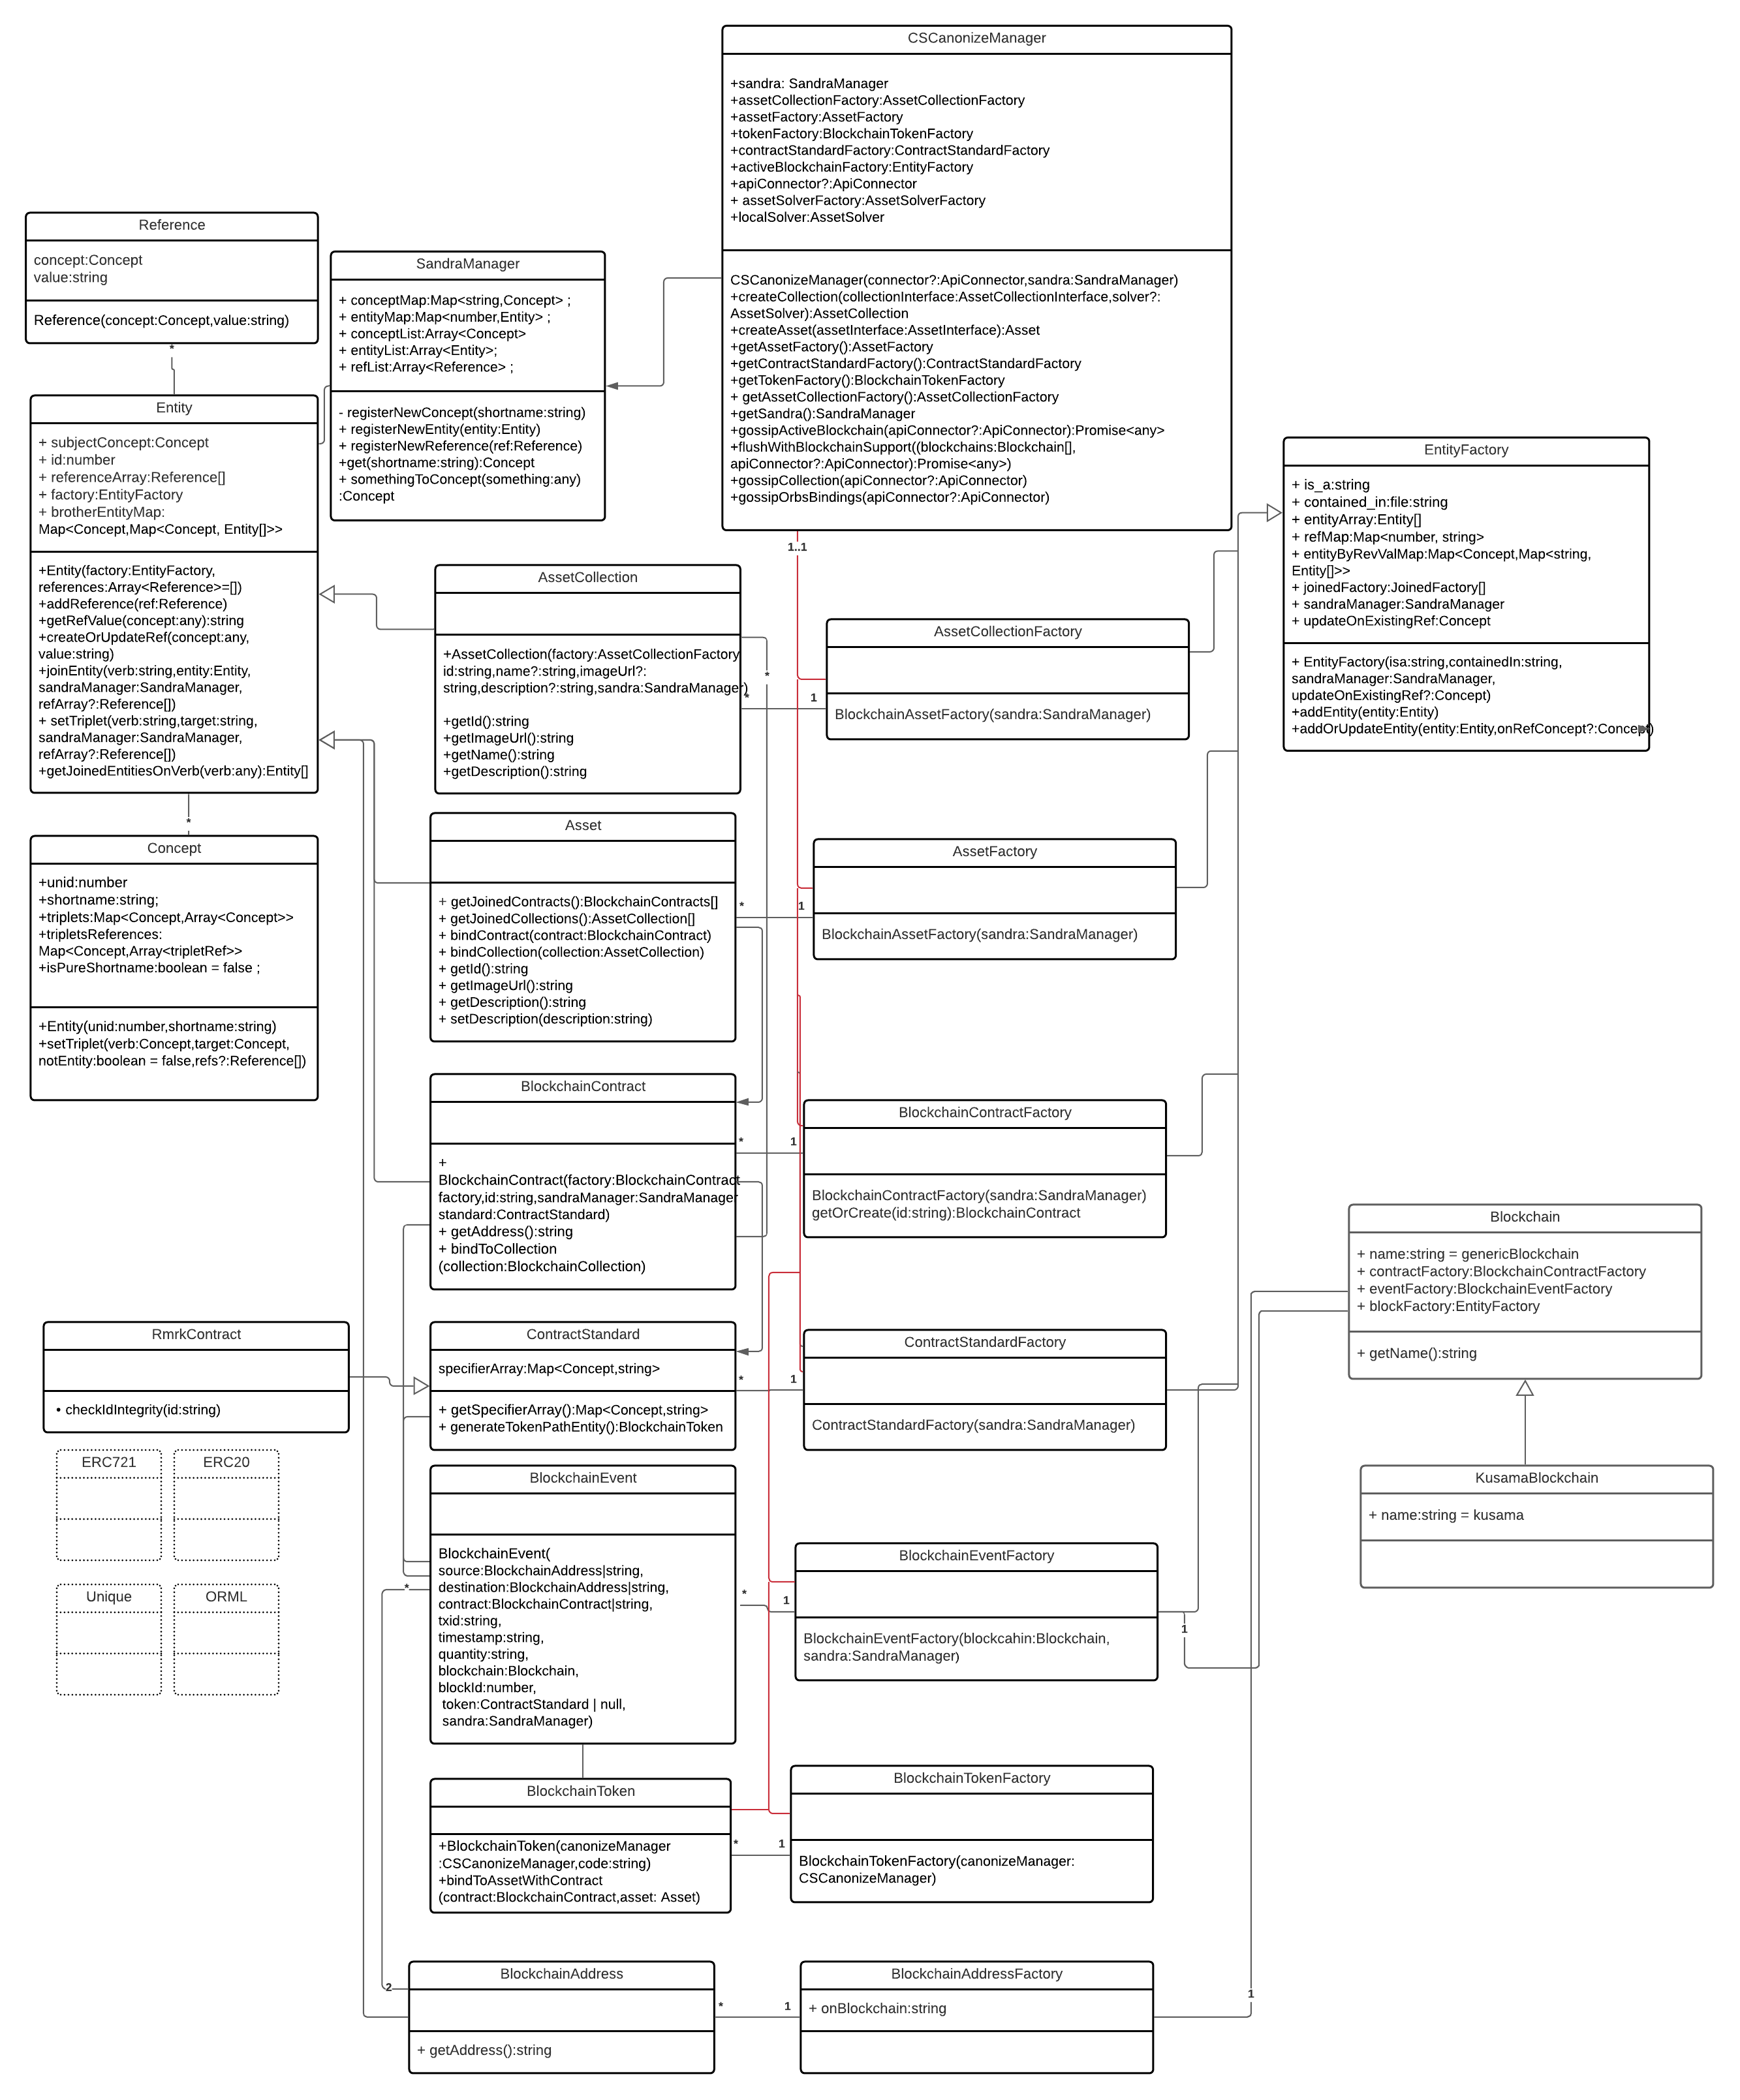 CSCanonizeManager
+sandra: SandraManager
+assetCollectionFactory:AssetCollectionFactory
+assetFactory:AssetFactory
+tokenFactory:BlockchainTokenFactory
+contractStandardFactory:ContractStandardFactory
+activeBlockchainFactory:EntityFactory
+apiConnector?:ApiConnector
+ assetSolverFactory:AssetSolverFactory
+localSolver:AssetSolver
CSCanonizeManager(connector?:ApiConnector,sandra:SandraManager)
+createCollection(collectionInterface:AssetCollectionInterface,solver?:
AssetSolver):AssetCollection
+createAsset(assetInterface:AssetInterface):Asset
+getAssetFactory():AssetFactory
+getContractStandardFactory():ContractStandardFactory
+getTokenFactory():BlockchainTokenFactory
+ getAssetCollectionFactory():AssetCollectionFactory
+getSandra():SandraManager
+gossipActiveBlockchain(apiConnector?:ApiConnector):Promise<any>
+flushWithBlockchainSupport((blockchains:Blockchain[],
apiConnector?:ApiConnector):Promise<any>)
+gossipCollection(apiConnector?:ApiConnector)
+gossipOrbsBindings(apiConnector?:ApiConnector)
1..1
Reference
concept:Concept
value:string
Reference(concept:Concept,value:string)
*
SandraManager
+ conceptMap:Map<string,Concept> ;
+ entityMap:Map<number,Entity> ;
+ conceptList:Array<Concept>
+ entityList:Array<Entity>;
+ refList:Array<Reference> ;
- registerNewConcept(shortname:string)
+ registerNewEntity(entity:Entity)
+ registerNewReference(ref:Reference)
+get(shortname:string):Concept
+ somethingToConcept(something:any)
:Concept
Entity
+ subjectConcept:Concept
+ id:number
+ referenceArray:Reference[]
+ factory:EntityFactory
+ brotherEntityMap:
Map<Concept,Map<Concept, Entity[]>>
+Entity(factory:EntityFactory,
references:Array<Reference>=[])
+addReference(ref:Reference)
+getRefValue(concept:any):string
+createOrUpdateRef(concept:any,
value:string)
+joinEntity(verb:string,entity:Entity,
sandraManager:SandraManager,
refArray?:Reference[])
+ setTriplet(verb:string,target:string,
sandraManager:SandraManager,
refArray?:Reference[])
+getJoinedEntitiesOnVerb(verb:any):Entity[]
*
EntityFactory
+ is_a:string
+ contained_in:file:string
+ entityArray:Entity[]
+ refMap:Map<number, string>
+ entityByRevValMap:Map<Concept,Map<string,
Entity[]>>
+ joinedFactory:JoinedFactory[]
+ sandraManager:SandraManager
+ updateOnExistingRef:Concept
+ EntityFactory(isa:string,containedIn:string,
sandraManager:SandraManager,
updateOnExistingRef?:Concept)
+addEntity(entity:Entity)
+addOrUpdateEntity(entity:Entity,onRefConcept?:Concept)
AssetCollection
+AssetCollection(factory:AssetCollectionFactory
id:string,name?:string,imageUrl?:
string,description?:string,sandra:SandraManager)
+getId():string
+getImageUrl():string
+getName():string
+getDescription():string
*
*
1
AssetCollectionFactory
BlockchainAssetFactory(sandra:SandraManager)
Concept
+unid:number
+shortname:string;
+triplets:Map<Concept,Array<Concept>>
+tripletsReferences:
Map<Concept,Array<tripletRef>>
+isPureShortname:boolean = false ;
+Entity(unid:number,shortname:string)
+setTriplet(verb:Concept,target:Concept,
notEntity:boolean = false,refs?:Reference[])
Asset
+ getJoinedContracts():BlockchainContracts[]
+ getJoinedCollections():AssetCollection[]
+ bindContract(contract:BlockchainContract)
+ bindCollection(collection:AssetCollection)
+ getId():string
+ getImageUrl():string
+ getDescription():string
+ setDescription(description:string)
*
1
AssetFactory
BlockchainAssetFactory(sandra:SandraManager)
BlockchainContract
+
BlockchainContract(factory:BlockchainContract
factory,id:string,sandraManager:SandraManager
standard:ContractStandard)
+ getAddress():string
+ bindToCollection
(collection:BlockchainCollection)
*
1
BlockchainContractFactory
BlockchainContractFactory(sandra:SandraManager)
getOrCreate(id:string):BlockchainContract
Blockchain
+ name:string = genericBlockchain
+ contractFactory:BlockchainContractFactory
+ eventFactory:BlockchainEventFactory
+ blockFactory:EntityFactory
+ getName():string
RmrkContract
• checkIdIntegrity(id:string)
ContractStandard
specifierArray:Map<Concept,string>
+ getSpecifierArray():Map<Concept,string>
+ generateTokenPathEntity():BlockchainToken
*
1
ContractStandardFactory
ContractStandardFactory(sandra:SandraManager)
ERC721
ERC20
Unique
ORML
KusamaBlockchain
+ name:string = kusama
BlockchainEvent
BlockchainEvent(
source:BlockchainAddress|string,
destination:BlockchainAddress|string,
contract:BlockchainContract|string,
txid:string,
timestamp:string,
quantity:string,
blockchain:Blockchain,
blockId:number,
token:ContractStandard | null,
sandra:SandraManager)
*
*
1
BlockchainEventFactory
BlockchainEventFactory(blockcahin:Blockchain,
sandra:SandraManager)
1
BlockchainToken
+BlockchainToken(canonizeManager
:CSCanonizeManager,code:string)
+bindToAssetWithContract
(contract:BlockchainContract,asset: Asset)
*
1
BlockchainTokenFactory
BlockchainTokenFactory(canonizeManager:
CSCanonizeManager)
2
BlockchainAddress
+ getAddress():string
*
1
BlockchainAddressFactory
+ onBlockchain:string
1